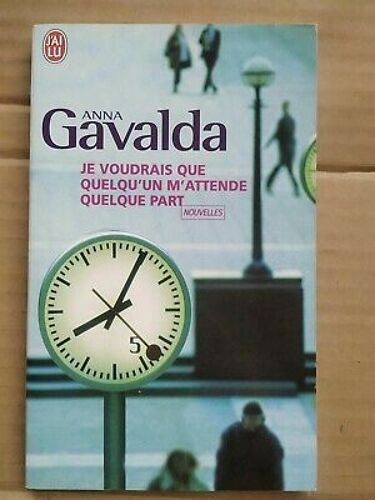 J'AI
LU
ANNA
Gavalda
JE VOUDRAIS QUE
QUELQU'UN M'ATTENDE
QUELQUE PART
NOUVELLES
5